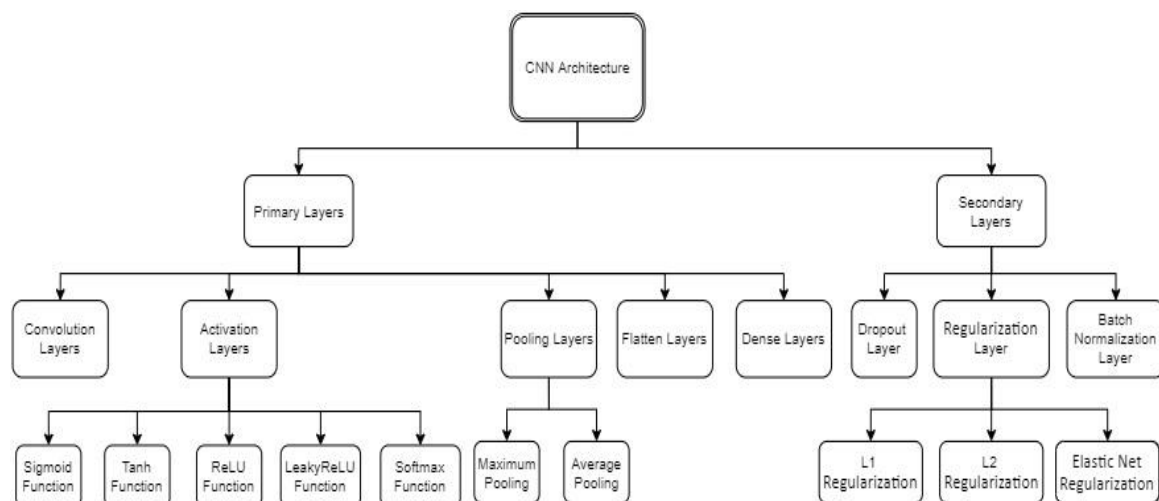 CNN Architecture
Primary Layers
Secondary
Layers
Convolution
Layers
Activation
Layers
Pooling Layers
Flatten Layers
Dense Layers
Dropout
Layer
Regularization
Layer
Batch
Normalization
Layer
Sigmoid
Function
Tanh
Function
ReLU
Function
LeakyReLU
Function
Softmax
Function
Maximum
Pooling
Average
Pooling
L1
Regularization
L2
Regularization
Elastic Net
Regularization